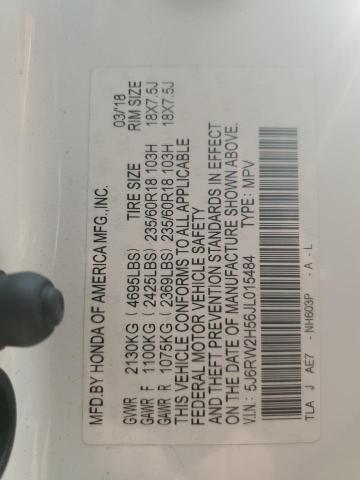 MFD.BY HONDA OF AMERICA MFG.,INC. 03/18
GVWR 2130KG ( 4695LBS) TIRE SIZE RIM SIZE
GAWR F 1100KG ( 2425LBS) 235/60R18 103H 18X7.5J
GAWR R 1075KG ( 2369LBS) 235/60R18 103H 18X7.5J
THIS VEHICLE CONFORMS TO ALL APPLICABLE
FEDERAL MOTOR VEHICLE SAFETY
AND THEFT PREVENTION STANDARDS IN EFFECT
ON THE DATE OF MANUFACTURE SHOWN ABOVE.
V.I.N.: 5J6RW2H56JL015484 TYPE: MPV
TLA J AE7 - NH603P - A - L